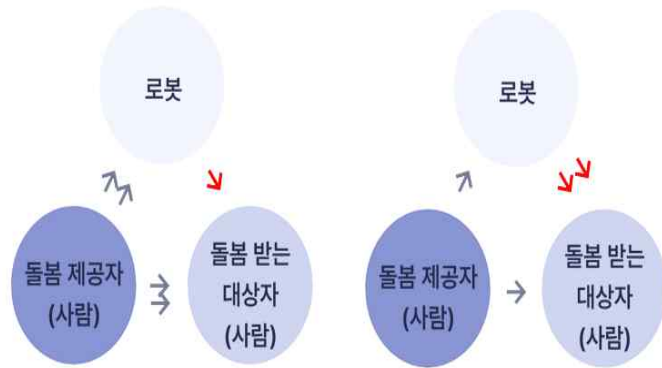 로봇
돌봄 제공자
(사람)
돌봄 받는
대상자
(사람)
로봇
돌봄 제공자
(사람)
돌봄 받는
대상자
(사람)